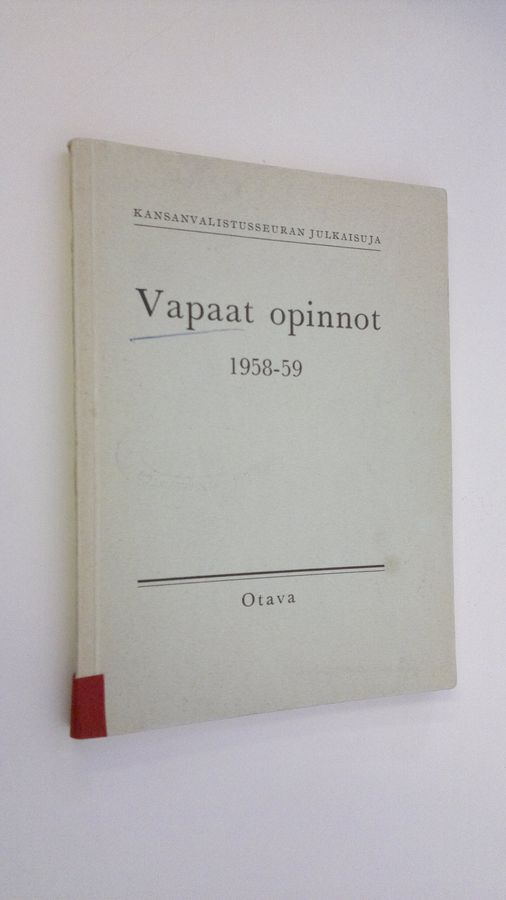 KANSANVALISTUSSEURAN JULKAISUJA
Vapaat opinnot
1958-59
Otava